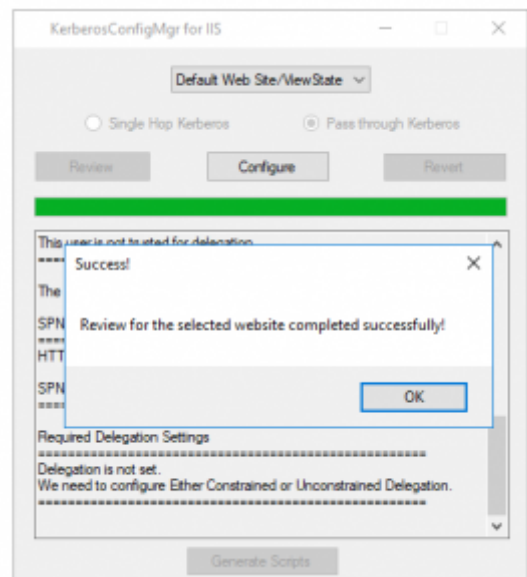 KerberosConfigMgr for IIS
Default Web Site/ViewState
Single Hop Kerberos
Pass through Kerberos
Review
Configure
Revert
This user is not trusted for delegation
====
The
SPN
====
HTT
SPN
====
Success!
Review for the selected website completed successfully!
OK
Required Delegation Settings
==================================================
Delegation is not set.
We need to configure Either Constrained or Unconstrained Delegation.
==================================================
Generate Scripts